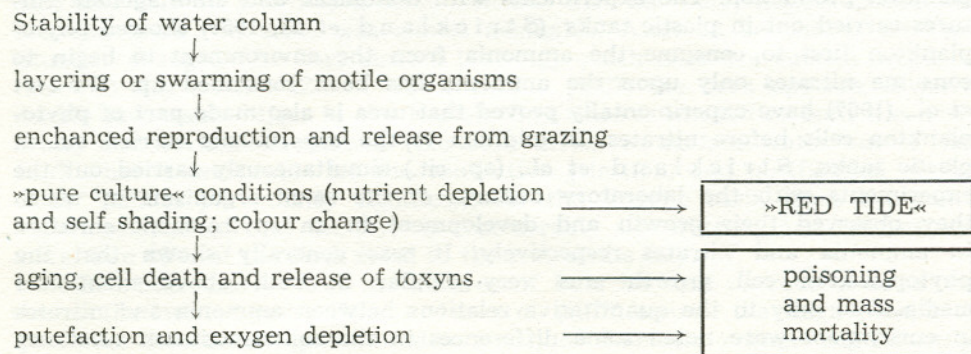 Stability of water column
layering or swarming of motile organisms
enchanced reproduction and release from grazing
»pure culture« conditions (nutrient depletion
and self shading; colour change)
»RED TIDE«
aging, cell death and release of toxyns
poisoning
and mass
putefaction and exygen depletion
mortality